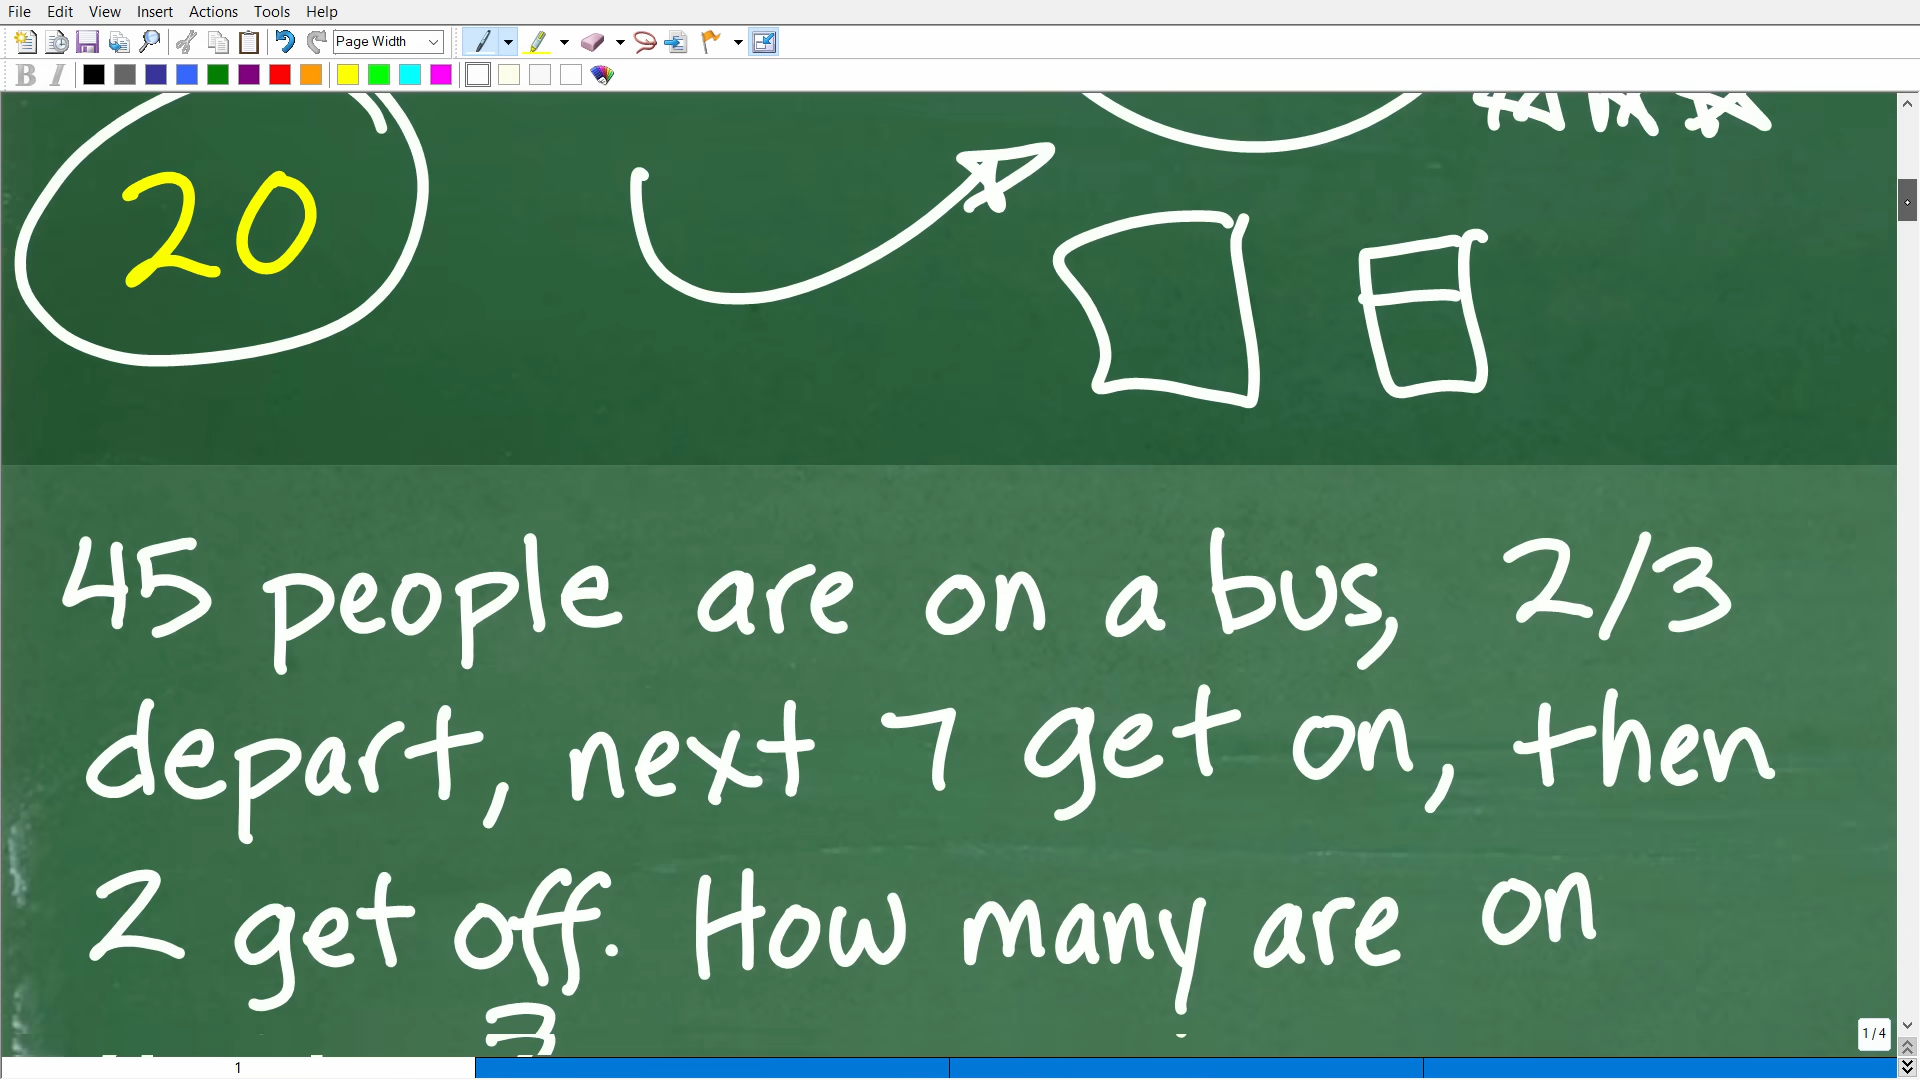 File Edit View Insert Actions Tools Help
Page Width
B I
20
45 people are on a bus, 2/3
depart, next 7 get on, then
2 get off. How many are on
1/4
1